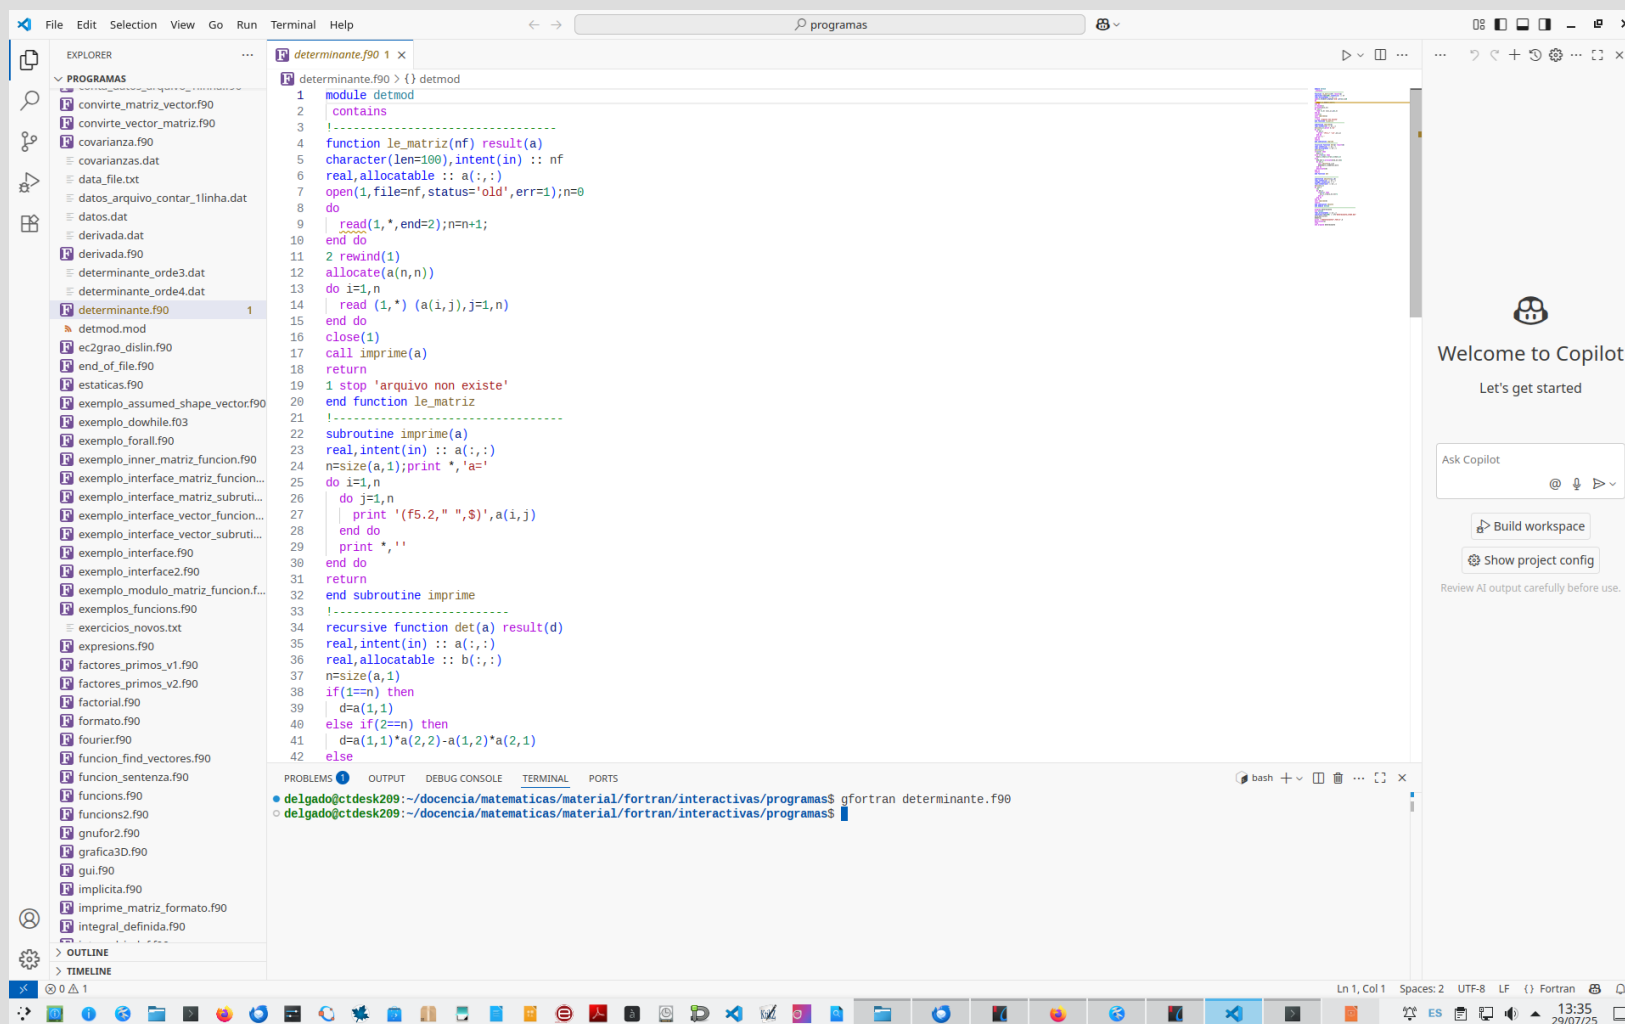 File Edit Selection View Go Run Terminal Help
programas
EXPLORER
PROGRAMAS
convirte_matriz_vector.f90
convirte_vector_matriz.f90
covarianza.f90
covarianzas.dat
data_file.txt
datos_arquivo_contar_1linha.dat
datos.dat
derivada.dat
derivada.f90
determinante_orde3.dat
determinante_orde4.dat
determinante.f90 1
detmod.mod
ec2grao_dislin.f90
end_of_file.f90
estaticas.f90
exemplo_assumed_shape_vector.f90
exemplo_dowhile.f03
exemplo_forall.f90
exemplo_inner_matriz_funcion.f90
exemplo_interface_matriz_funcion...
exemplo_interface_matriz_subruti...
exemplo_interface_vector_funcion...
exemplo_interface_vector_subruti...
exemplo_interface.f90
exemplo_interface2.f90
exemplo_modulo_matriz_funcion.f...
exemplos_funcions.f90
exercicios_novos.txt
expresions.f90
factores_primos_v1.f90
factores_primos_v2.f90
factorial.f90
formato.f90
fourier.f90
funcion_find_vectores.f90
funcion_sentenza.f90
funcions.f90
funcions2.f90
gnufor2.f90
grafica3D.f90
gui.f90
implicita.f90
imprime_matriz_formato.f90
integral_definida.f90
OUTLINE
TIMELINE
determinante.f90 1
determinante.f90 > {} detmod
1 module detmod
2 contains
3 !---------------------------------
4 function le_matriz(nf) result(a)
5 character(len=100),intent(in) :: nf
6 real,allocatable :: a(:,:)
7 open(1,file=nf,status='old',err=1);n=0
8 do
9 read(1,*,end=2);n=n+1;
10 end do
11 2 rewind(1)
12 allocate(a(n,n))
13 do i=1,n
14 read (1,*) (a(i,j),j=1,n)
15 end do
16 close(1)
17 call imprime(a)
18 return
19 1 stop 'arquivo non existe'
20 end function le_matriz
21 !----------------------------------
22 subroutine imprime(a)
23 real,intent(in) :: a(:,:)
24 n=size(a,1);print *,'a='
25 do i=1,n
26 do j=1,n
27 print '(f5.2," ",$)',a(i,j)
28 end do
29 print *,''
30 end do
31 return
32 end subroutine imprime
33 !--------------------------
34 recursive function det(a) result(d)
35 real,intent(in) :: a(:,:)
36 real,allocatable :: b(:,:)
37 n=size(a,1)
38 if(1==n) then
39 d=a(1,1)
40 else if(2==n) then
41 d=a(1,1)*a(2,2)-a(1,2)*a(2,1)
42 else
PROBLEMS 1 OUTPUT DEBUG CONSOLE TERMINAL PORTS
bash
delgado@ctdesk209:~/docencia/matematicas/material/fortran/interactivas/programas$ gfortran determinante.f90
delgado@ctdesk209:~/docencia/matematicas/material/fortran/interactivas/programas$
Welcome to Copilot
Let's get started
Ask Copilot
Build workspace
Show project config
Review AI output carefully before use.
0 1
Ln 1, Col 1 Spaces: 2 UTF-8 LF {} Fortran
ES
13:35
29/07/25